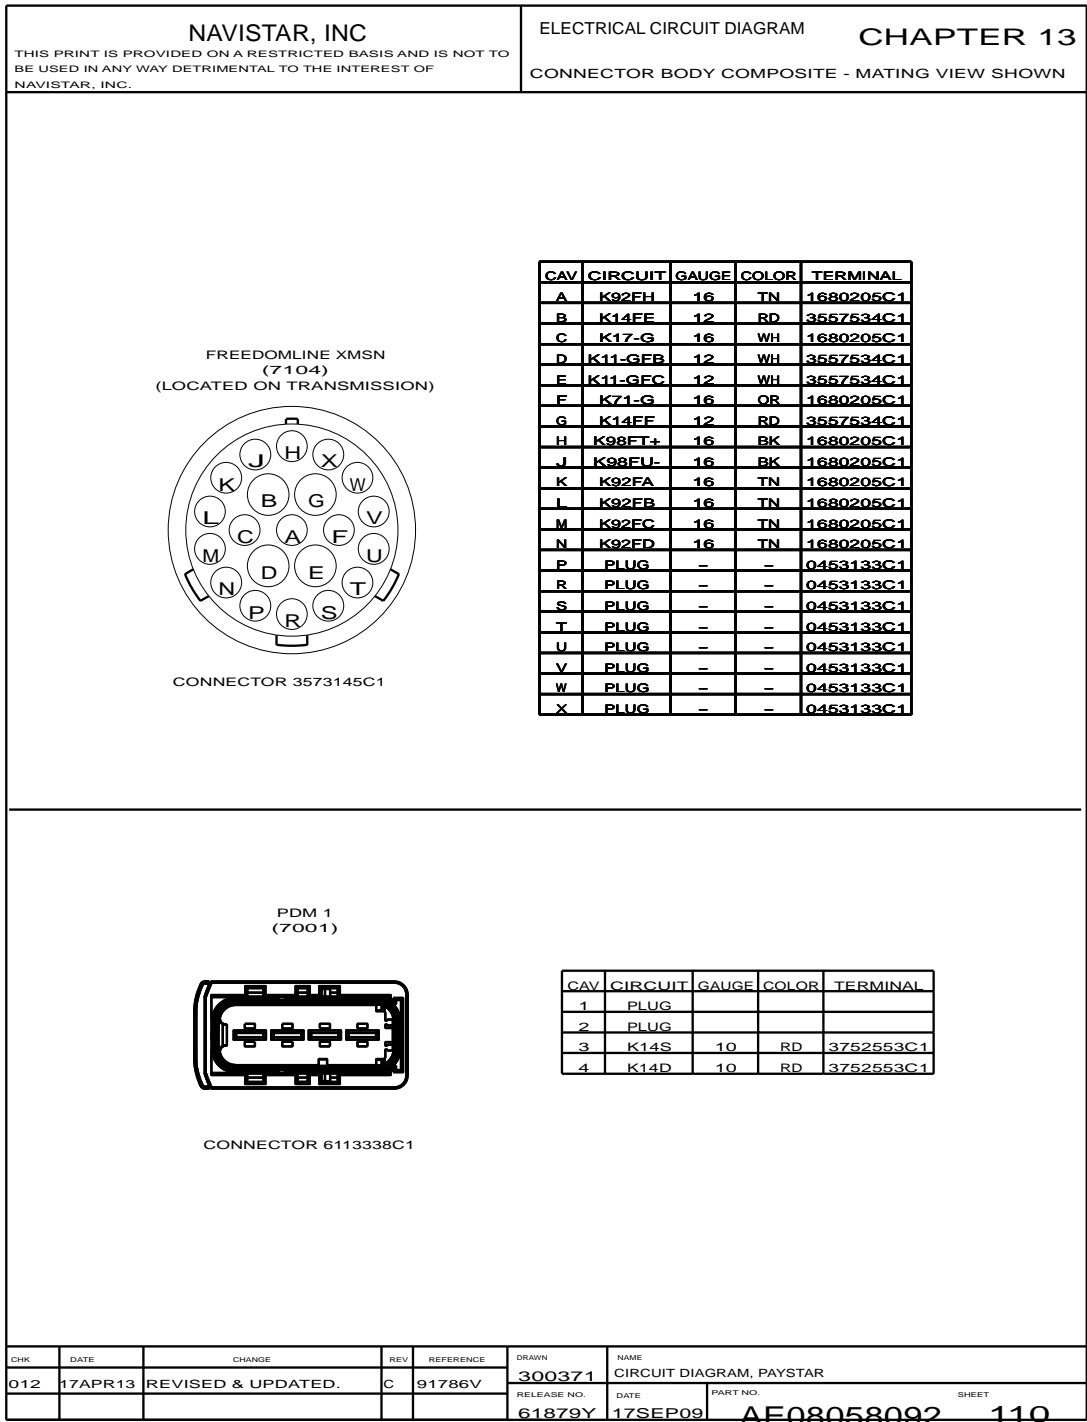 NAVISTAR, INC
THIS PRINT IS PROVIDED ON A RESTRICTED BASIS AND IS NOT TO
BE USED IN ANY WAY DETRIMENTAL TO THE INTEREST OF
NAVISTAR, INC.
ELECTRICAL CIRCUIT DIAGRAM
CHAPTER 13
CONNECTOR BODY COMPOSITE - MATING VIEW SHOWN
FREEDOMLINE XMSN
(7104)
(LOCATED ON TRANSMISSION)
H
J X
K W
B G
L V
C A F
M U
D E
N T
P S
R
CONNECTOR 3573145C1
CAV CIRCUIT GAUGE COLOR TERMINAL
A K92FH 16 TN 1680205C1
B K14FE 12 RD 3557534C1
C K17-G 16 WH 1680205C1
D K11-GFB 12 WH 3557534C1
E K11-GFC 12 WH 3557534C1
F K71-G 16 OR 1680205C1
G K14FF 12 RD 3557534C1
H K98FT+ 16 BK 1680205C1
J K98FU- 16 BK 1680205C1
K K92FA 16 TN 1680205C1
L K92FB 16 TN 1680205C1
M K92FC 16 TN 1680205C1
N K92FD 16 TN 1680205C1
P PLUG – – 0453133C1
R PLUG – – 0453133C1
S PLUG – – 0453133C1
T PLUG – – 0453133C1
U PLUG – – 0453133C1
V PLUG – – 0453133C1
W PLUG – – 0453133C1
X PLUG – – 0453133C1
PDM 1
(7001)
CONNECTOR 6113338C1
CAV CIRCUIT GAUGE COLOR TERMINAL
1 PLUG
2 PLUG
3 K14S 10 RD 3752553C1
4 K14D 10 RD 3752553C1
CHK DATE CHANGE REV REFERENCE
012 17APR13 REVISED & UPDATED. C 91786V
DRAWN
300371
NAME
CIRCUIT DIAGRAM, PAYSTAR
RELEASE NO.
61879Y
DATE
17SEP09
PART NO.
AE08058092
SHEET
110